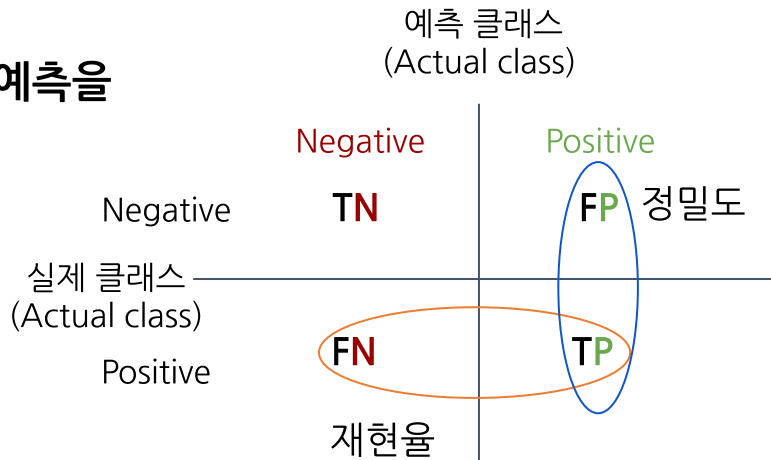 예측 클래스
(Actual class)
예측을
Negative Positive
Negative TN FP 정밀도
실제 클래스
(Actual class)
Positive FN TP
재현율